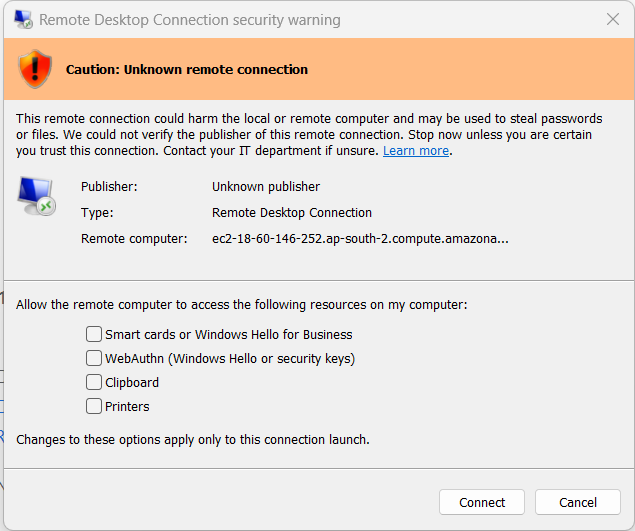 Remote Desktop Connection security warning
Caution: Unknown remote connection
This remote connection could harm the local or remote computer and may be used to steal passwords
or files. We could not verify the publisher of this remote connection. Stop now unless you are certain
you trust this connection. Contact your IT department if unsure. Learn more.
Publisher: Unknown publisher
Type: Remote Desktop Connection
Remote computer: ec2-18-60-146-252.ap-south-2.compute.amazona...
Allow the remote computer to access the following resources on my computer:
Smart cards or Windows Hello for Business
WebAuthn (Windows Hello or security keys)
Clipboard
Printers
Changes to these options apply only to this connection launch.
Connect Cancel